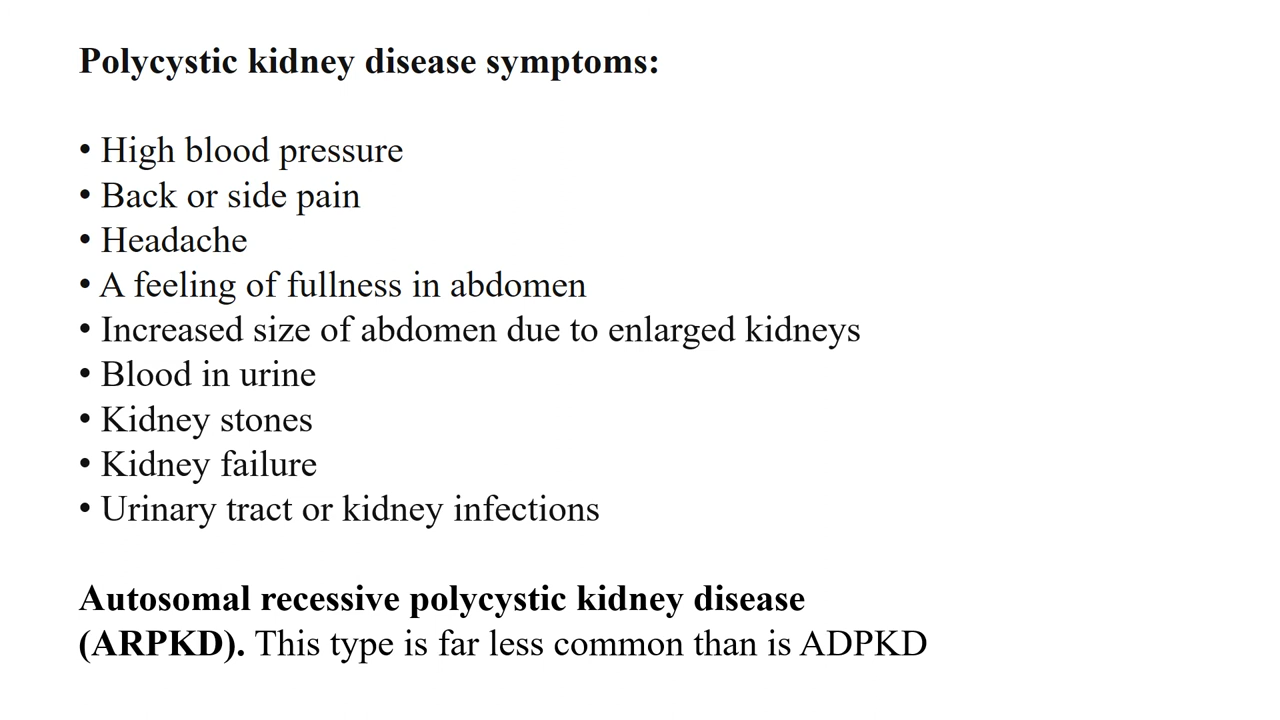 Polycystic kidney disease symptoms:
• High blood pressure
• Back or side pain
• Headache
• A feeling of fullness in abdomen
• Increased size of abdomen due to enlarged kidneys
• Blood in urine
• Kidney stones
• Kidney failure
• Urinary tract or kidney infections
Autosomal recessive polycystic kidney disease
(ARPKD). This type is far less common than is ADPKD